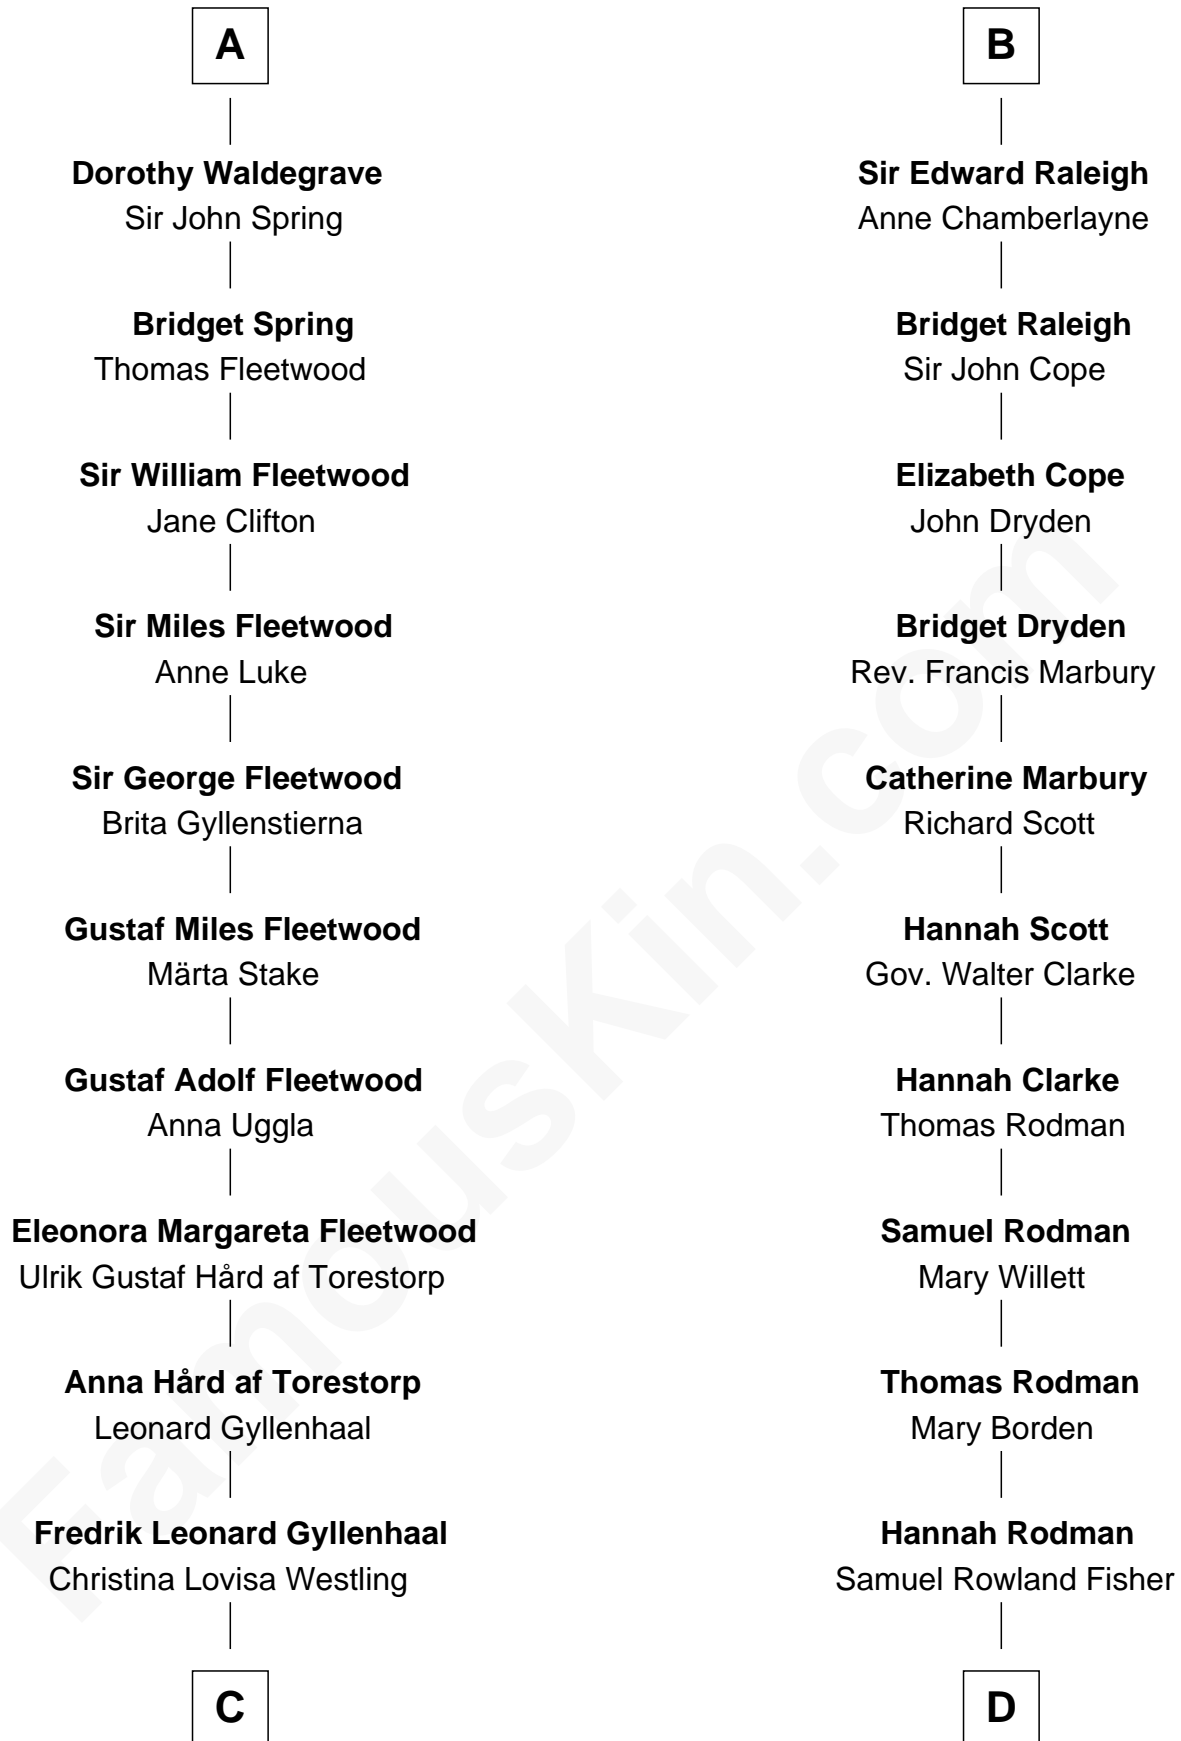 A
Dorothy Waldegrave
Sir John Spring
Bridget Spring
Thomas Fleetwood
Sir William Fleetwood
Jane Clifton
Sir Miles Fleetwood
Anne Luke
Sir George Fleetwood
Brita Gyllenstierna
Gustaf Miles Fleetwood
Märta Stake
Gustaf Adolf Fleetwood
Anna Uggla
Eleonora Margareta Fleetwood
Ulrik Gustaf Hård af Torestorp
Anna Hård af Torestorp
Leonard Gyllenhaal
Fredrik Leonard Gyllenhaal
Christina Lovisa Westling
C
B
Sir Edward Raleigh
Anne Chamberlayne
Bridget Raleigh
Sir John Cope
Elizabeth Cope
John Dryden
Bridget Dryden
Rev. Francis Marbury
Catherine Marbury
Richard Scott
Hannah Scott
Gov. Walter Clarke
Hannah Clarke
Thomas Rodman
Samuel Rodman
Mary Willett
Thomas Rodman
Mary Borden
Hannah Rodman
Samuel Rowland Fisher
D
FamousKin.com